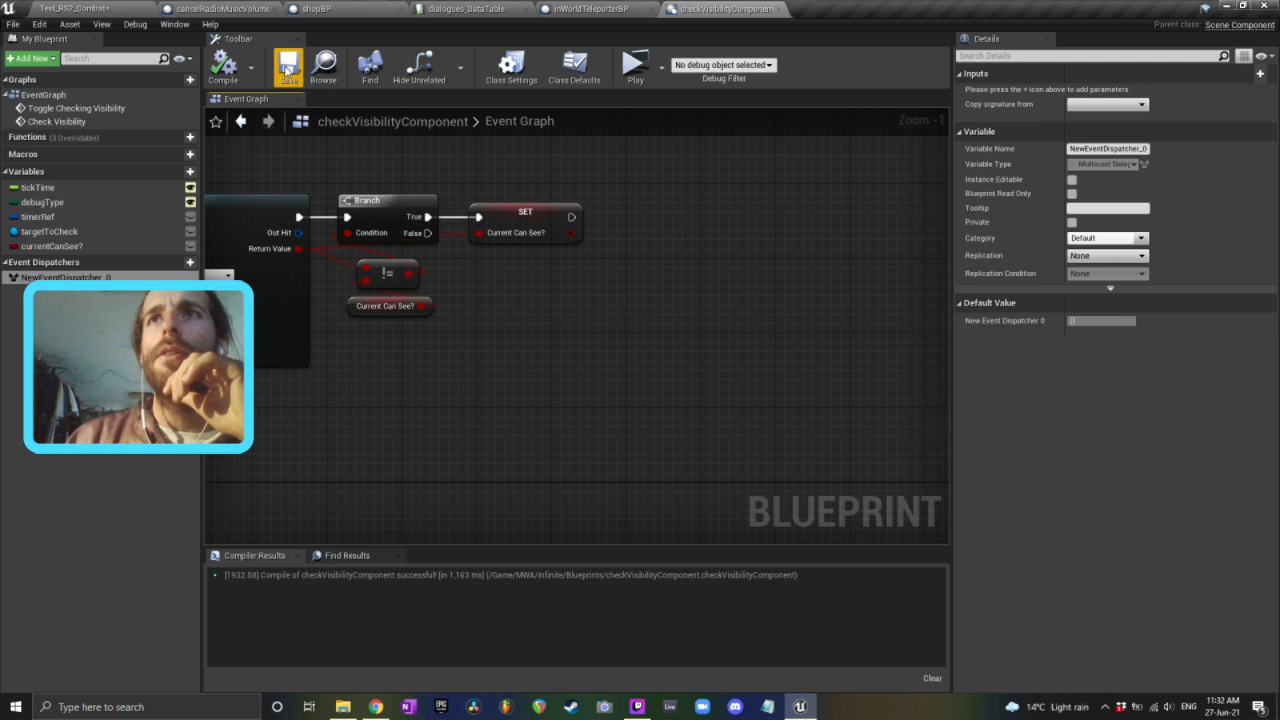 Test_RS2_Combat*
cancelRadioMusicVolume
shopBP
dialogues_DataTable
inWorldTeleporterBP
checkVisibilityComponent
File Edit Asset View Debug Window Help
Parent class: Scene Component
My Blueprint
Toolbar
Details
+Add New
Search
Compile
Save
Browse
Find
Hide Unrelated
Class Settings
Class Defaults
Play
No debug object selected
Debug Filter
Search Details
Graphs
EventGraph
Toggle Checking Visibility
Check Visibility
Functions (3 Overridable)
Macros
Variables
tickTime
debugType
timerRef
targetToCheck
currentCanSee?
Event Dispatchers
NewEventDispatcher_0
Event Graph
checkVisibilityComponent > Event Graph
Zoom -1
Out Hit
Return Value
Branch
True
Condition
False
SET
Current Can See?
!=
Current Can See?
BLUEPRINT
Compiler Results
Find Results
[1932.58] Compile of checkVisibilityComponent successful! [in 1,163 ms] (/Game/MWA/Infinite/Blueprints/checkVisibilityComponent.checkVisibilityComponent)
Clear
Inputs
Please press the + icon above to add parameters
Copy signature from
Variable
Variable Name NewEventDispatcher_0
Variable Type Multicast Dele
Instance Editable
Blueprint Read Only
Tooltip
Private
Category Default
Replication None
Replication Condition None
Default Value
New Event Dispatcher 0 ()
Type here to search
EPIC
Live
14°C Light rain
ENG
11:32 AM
27-Jun-21